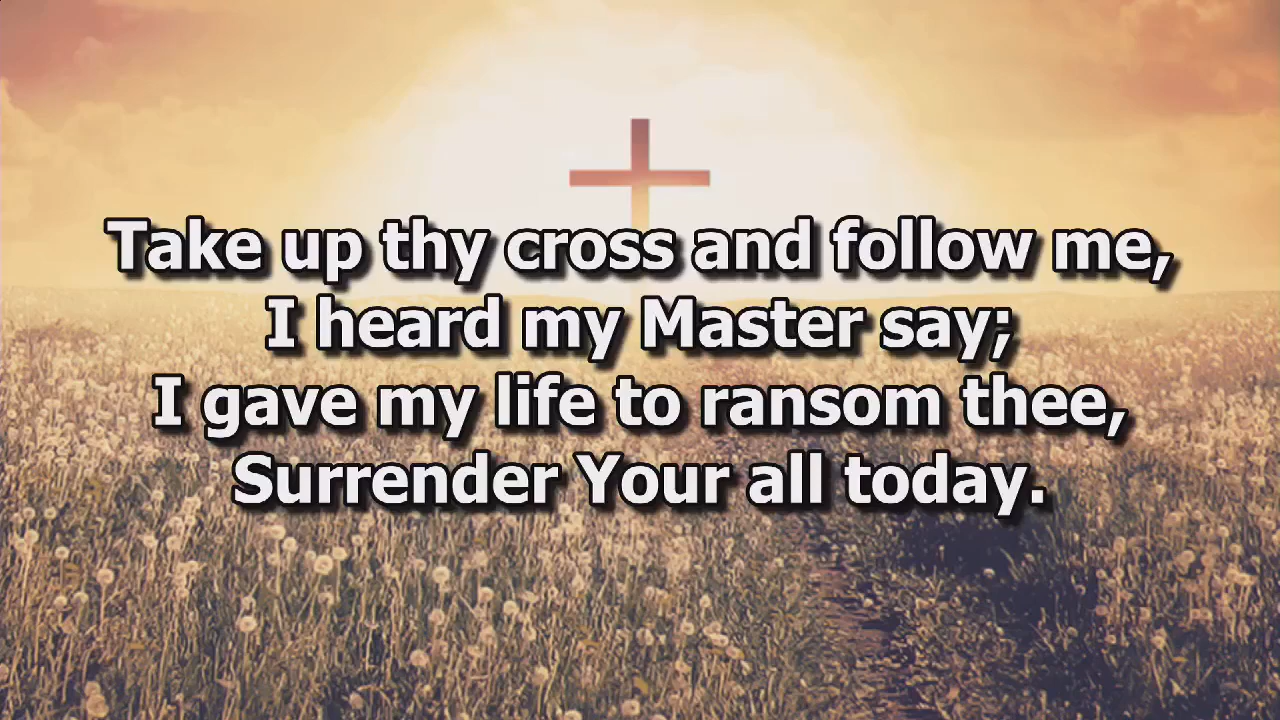 Take up thy cross and follow me,
I heard my Master say;
I gave my life to ransom thee,
Surrender Your all today.